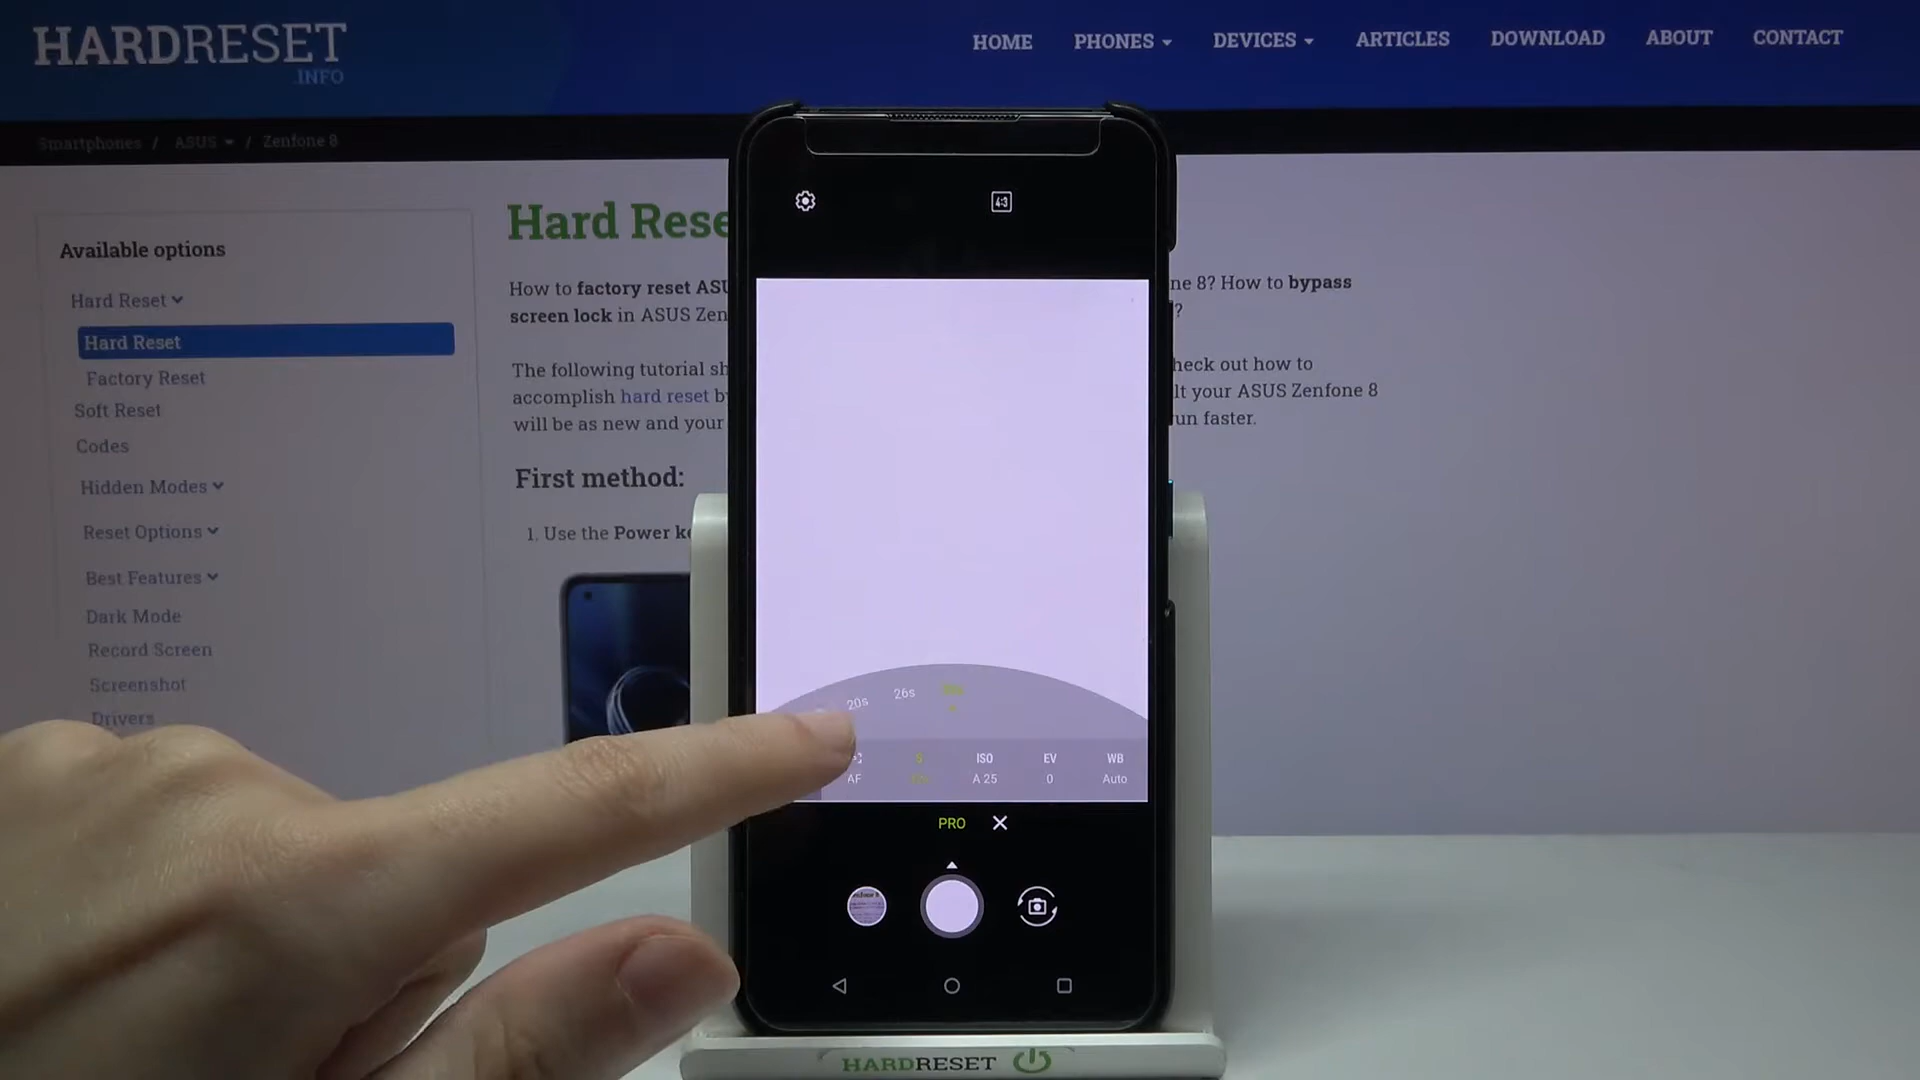 HARDRESET
.INFO
HOME
PHONES
DEVICES
ARTICLES
DOWNLOAD
ABOUT
CONTACT
Smartphones / ASUS / Zenfone 8
Available options
Hard Reset
Hard Reset
Factory Reset
Soft Reset
Codes
Hidden Modes
Reset Options
Best Features
Dark Mode
Record Screen
Screenshot
Drivers
Hard Rese
How to factory reset ASU
ne 8? How to bypass
screen lock in ASUS Zen
?
The following tutorial sh
heck out how to
accomplish hard reset b
lt your ASUS Zenfone 8
will be as new and your
un faster.
First method:
1. Use the Power ke
4:3
20s
26s
S
ISO
EV
WB
AF
A 25
0
Auto
PRO
HARDRESET